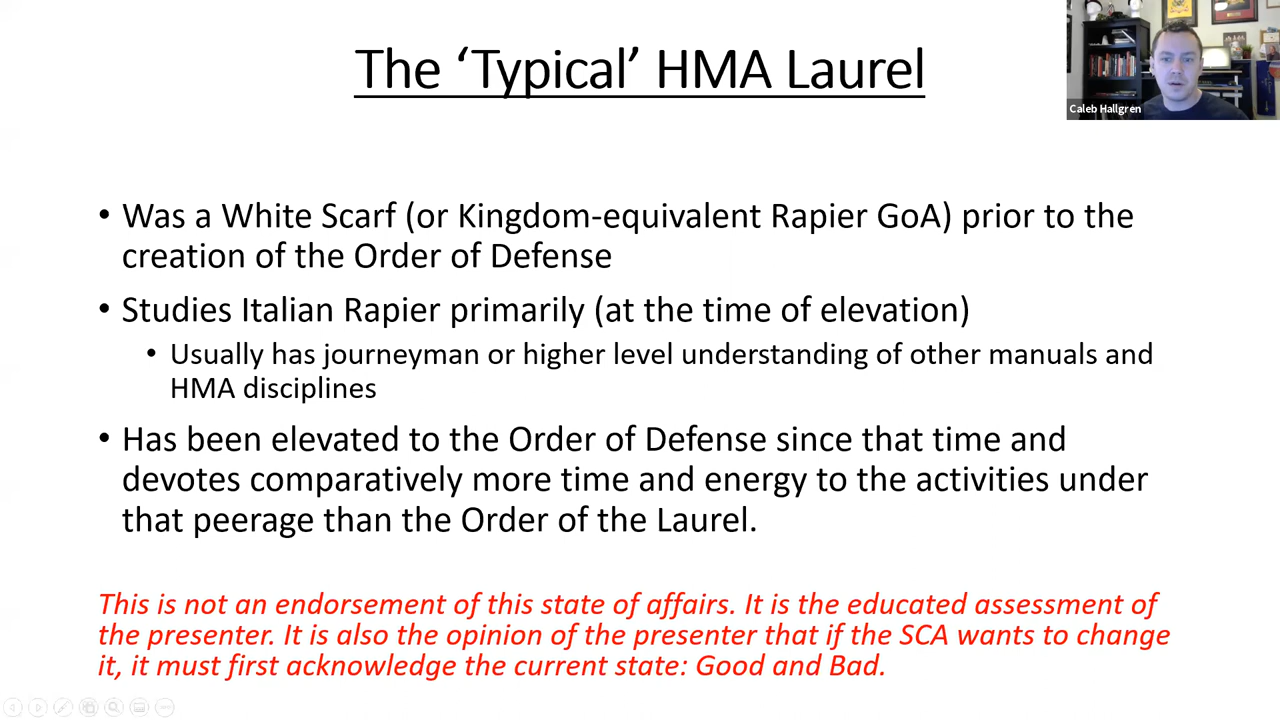 The ‘Typical’ HMA Laurel
Caleb Hallgren
• Was a White Scarf (or Kingdom-equivalent Rapier GoA) prior to the
creation of the Order of Defense
• Studies Italian Rapier primarily (at the time of elevation)
• Usually has journeyman or higher level understanding of other manuals and
HMA disciplines
• Has been elevated to the Order of Defense since that time and
devotes comparatively more time and energy to the activities under
that peerage than the Order of the Laurel.
This is not an endorsement of this state of affairs. It is the educated assessment of
the presenter. It is also the opinion of the presenter that if the SCA wants to change
it, it must first acknowledge the current state: Good and Bad.